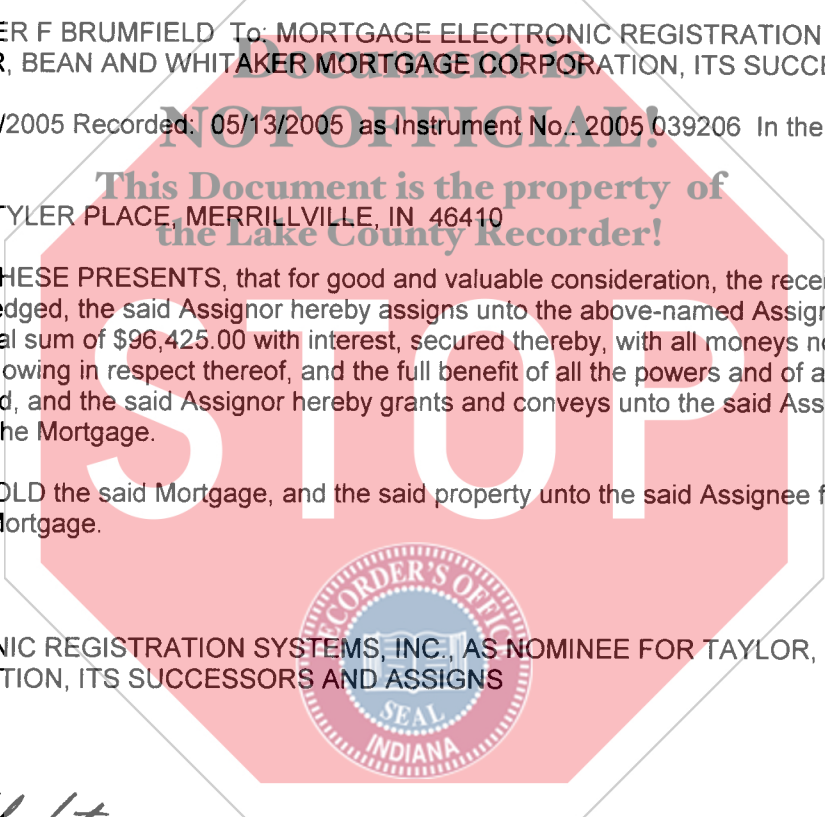 ER F BRUMFIELD To: MORTGAGE ELECTRONIC REGISTRATION
R, BEAN AND WHITAKER MORTGAGE CORPORATION, ITS SUCCE
Document is
/2005 Recorded: 05/13/2005 as Instrument No.: 2005 039206 In the
NOT OFFICIAL!
This Document is the property of
TYLER PLACE, MERRILLVILLE, IN 46410
the Lake County Recorder!
HESE PRESENTS, that for good and valuable consideration, the recei
dged, the said Assignor hereby assigns unto the above-named Assign
al sum of $96,425.00 with interest, secured thereby, with all moneys no
owing in respect thereof, and the full benefit of all the powers and of a
d, and the said Assignor hereby grants and conveys unto the said Ass
he Mortgage.
STOP
OLD the said Mortgage, and the said property unto the said Assignee f
Mortgage.
RECORDER'S OFFIC
NIC REGISTRATION SYSTEMS, INC., AS NOMINEE FOR TAYLOR,
TION, ITS SUCCESSORS AND ASSIGNS
SEAL
INDIANA